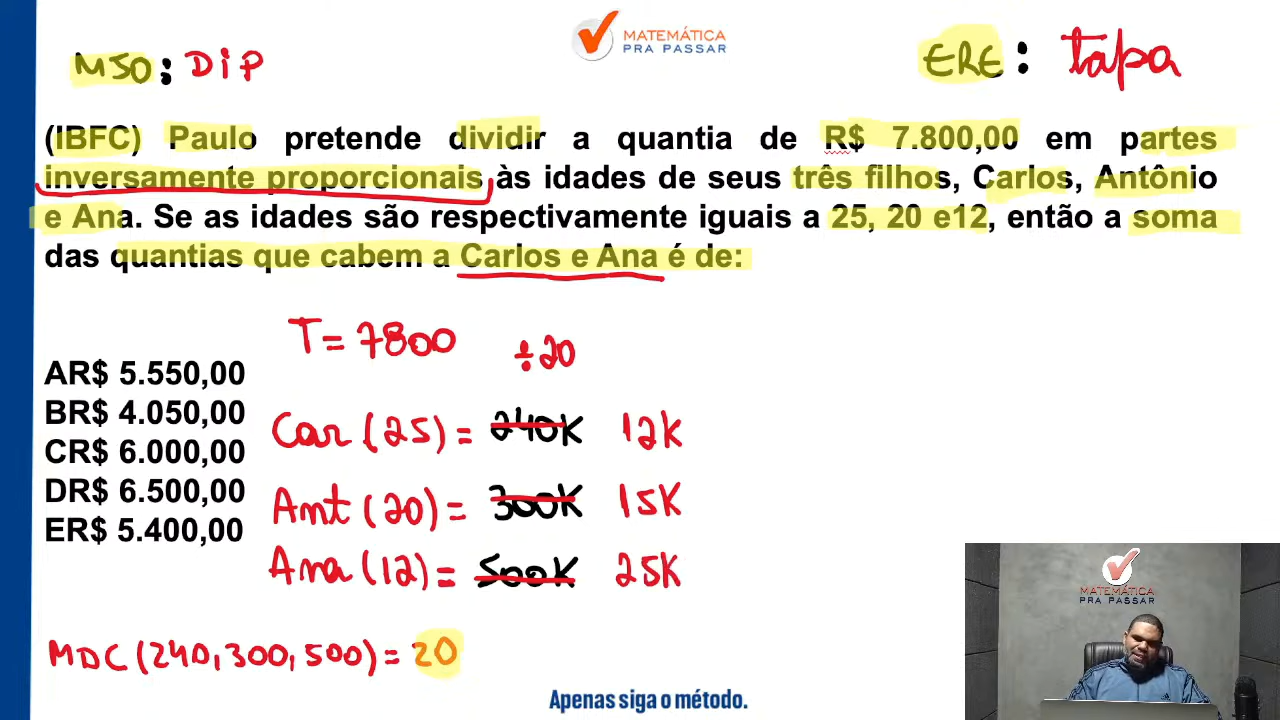 MATEMÁTICA
PRA PASSAR
MJO: DIP
ERE: tapa
(IBFC) Paulo pretende dividir a quantia de R$ 7.800,00 em partes
inversamente proporcionais às idades de seus três filhos, Carlos, Antônio
e Ana. Se as idades são respectivamente iguais a 25, 20 e12, então a soma
das quantias que cabem a Carlos e Ana é de:
T = 7800 ÷20
AR$ 5.550,00
BR$ 4.050,00
CR$ 6.000,00
DR$ 6.500,00
ER$ 5.400,00
Car (25) = 240K 12K
Ant (20) = 300K 15K
Ana (12) = 500K 25K
MDC (240, 300, 500) = 20
MATEMÁTICA
PRA PASSAR
Apenas siga o método.